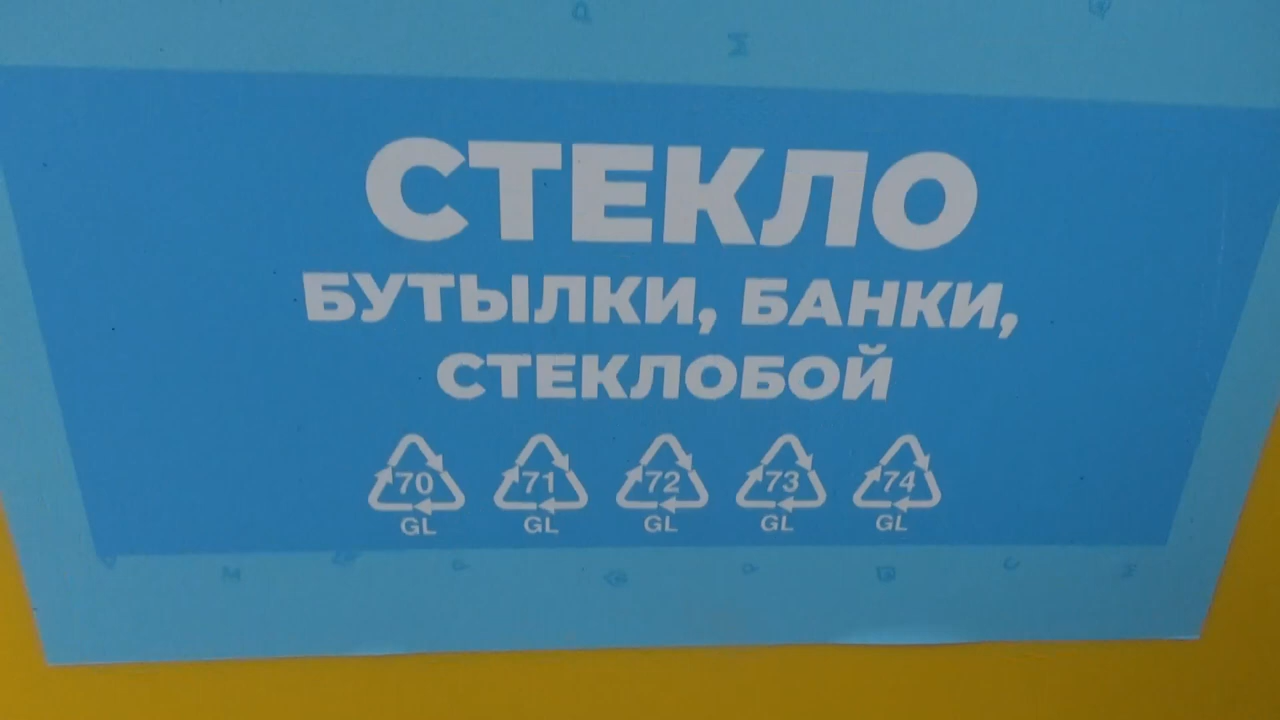 СТЕКЛО
БУТЫЛКИ, БАНКИ,
СТЕКЛОБОЙ
70 71 72 73 74
GL GL GL GL GL